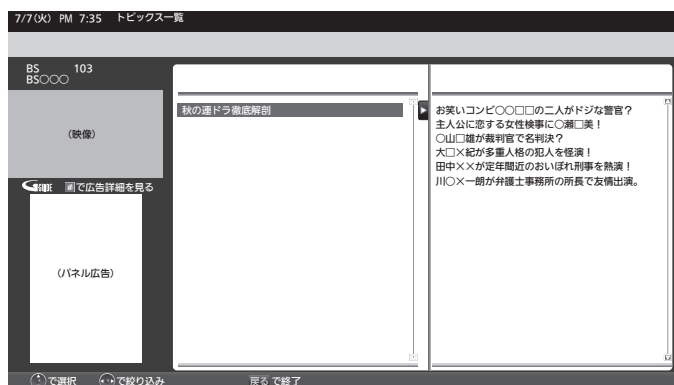 7/7(火) PM 7:35 トピックス一覧
BS 103
BS○○○
(映像)
GGUIDE で広告詳細を見る
(パネル広告)
秋の連ドラ徹底解剖
お笑いコンビ○○□□の二人がドジな警官？
主人公に恋する女性検事に○瀬□美！
○山□雄が裁判官で名判決？
大□×紀が多重人格の犯人を怪演！
田中××が定年間近のおいぼれ刑事を熱演！
川○×一朗が弁護士事務所の所長で友情出演。
で選択 で絞り込み 戻る で終了